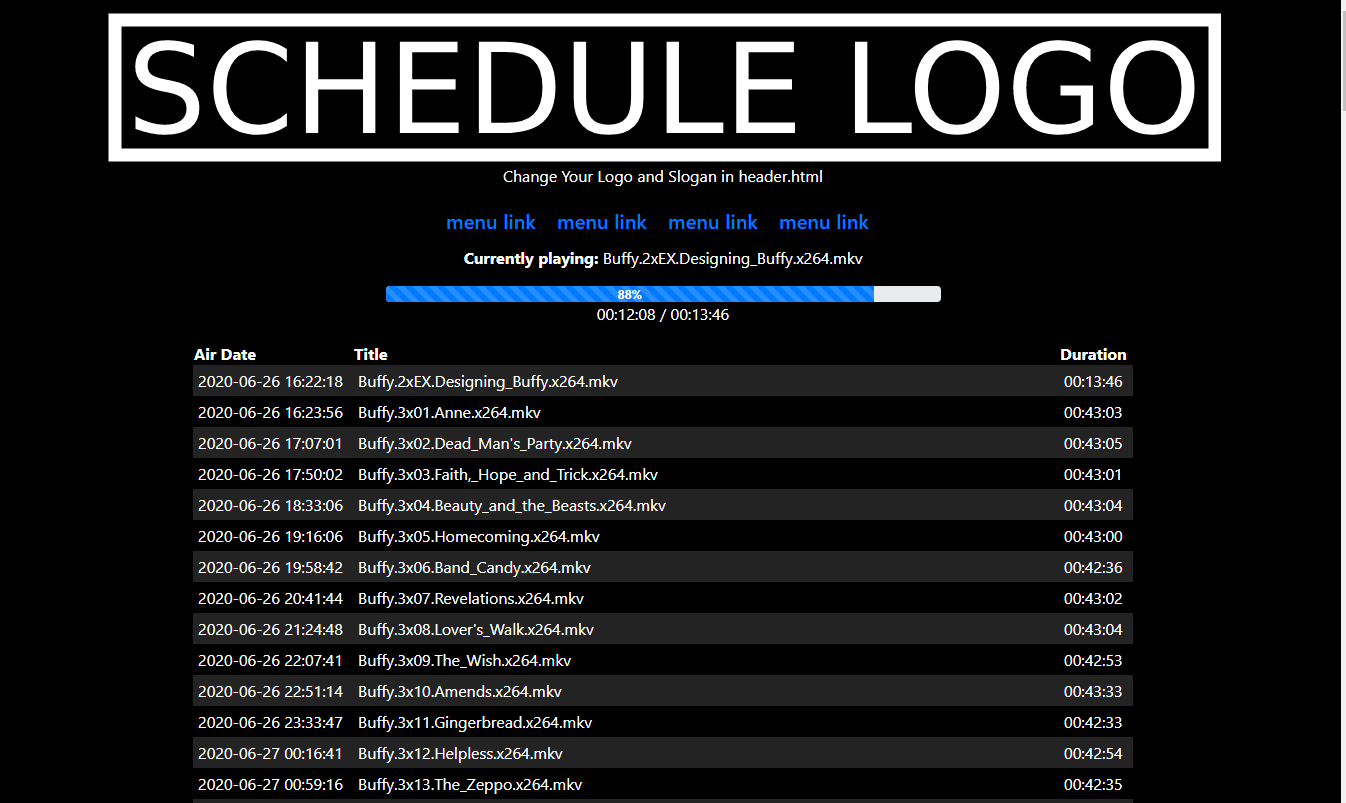 SCHEDULE LOGO
Change Your Logo and Slogan in header.html
menu link menu link menu link menu link
Currently playing: Buffy.2xEX.Designing_Buffy.x264.mkv
88%
00:12:08 / 00:13:46
Air Date Title Duration
2020-06-26 16:22:18 Buffy.2xEX.Designing_Buffy.x264.mkv 00:13:46
2020-06-26 16:23:56 Buffy.3x01.Anne.x264.mkv 00:43:03
2020-06-26 17:07:01 Buffy.3x02.Dead_Man's_Party.x264.mkv 00:43:05
2020-06-26 17:50:02 Buffy.3x03.Faith,_Hope_and_Trick.x264.mkv 00:43:01
2020-06-26 18:33:06 Buffy.3x04.Beauty_and_the_Beasts.x264.mkv 00:43:04
2020-06-26 19:16:06 Buffy.3x05.Homecoming.x264.mkv 00:43:00
2020-06-26 19:58:42 Buffy.3x06.Band_Candy.x264.mkv 00:42:36
2020-06-26 20:41:44 Buffy.3x07.Revelations.x264.mkv 00:43:02
2020-06-26 21:24:48 Buffy.3x08.Lover's_Walk.x264.mkv 00:43:04
2020-06-26 22:07:41 Buffy.3x09.The_Wish.x264.mkv 00:42:53
2020-06-26 22:51:14 Buffy.3x10.Amends.x264.mkv 00:43:33
2020-06-26 23:33:47 Buffy.3x11.Gingerbread.x264.mkv 00:42:33
2020-06-27 00:16:41 Buffy.3x12.Helpless.x264.mkv 00:42:54
2020-06-27 00:59:16 Buffy.3x13.The_Zeppo.x264.mkv 00:42:35